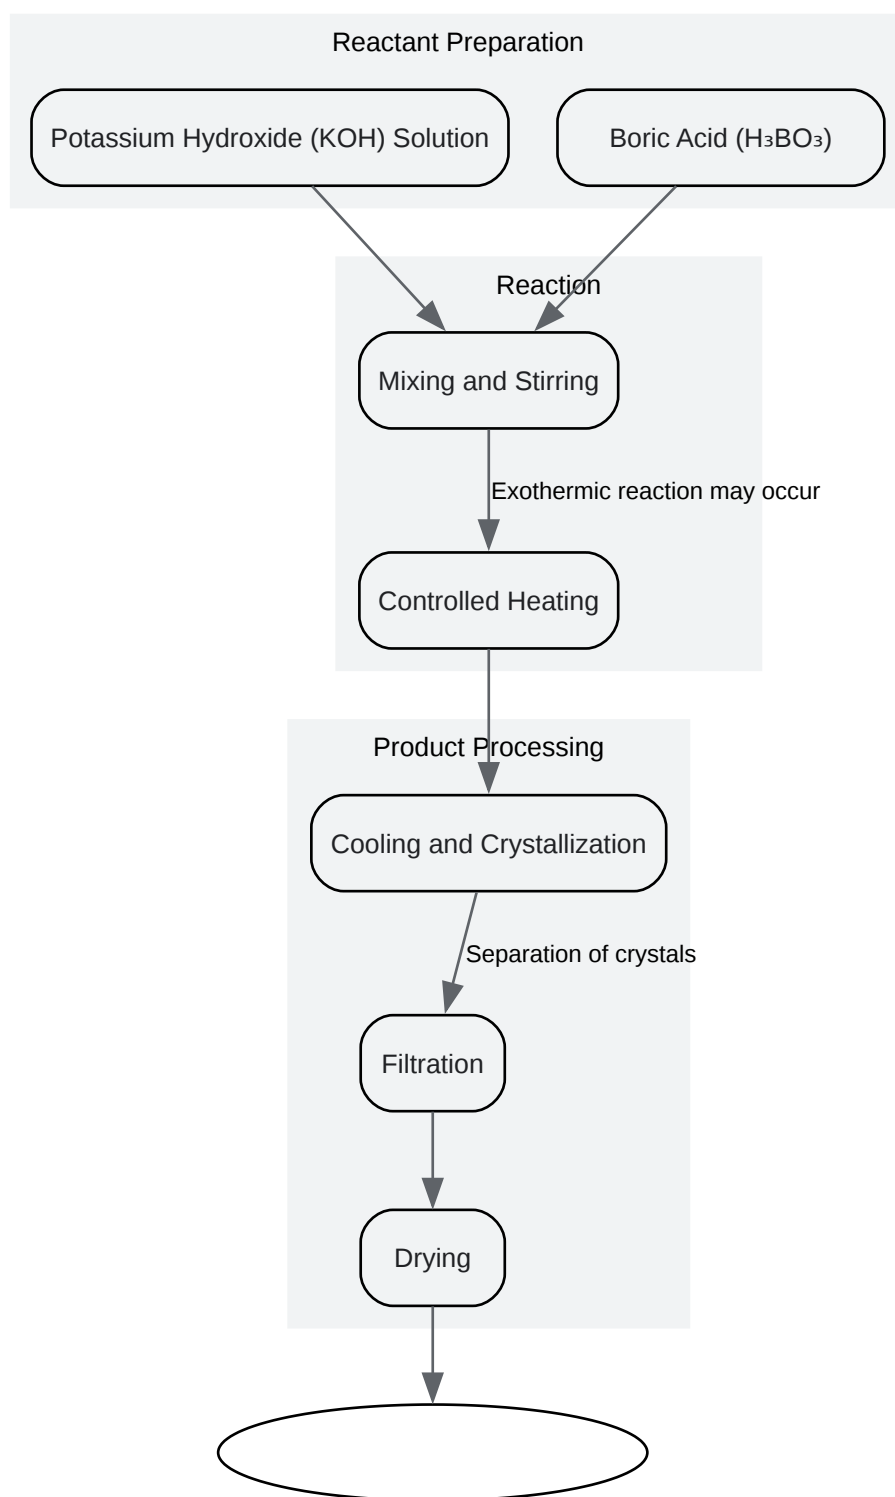 Reactant Preparation
Potassium Hydroxide (KOH) Solution
Boric Acid (H₃BO₃)
Reaction
Mixing and Stirring
Exothermic reaction may occur
Controlled Heating
Product Processing
Cooling and Crystallization
Separation of crystals
Filtration
Drying